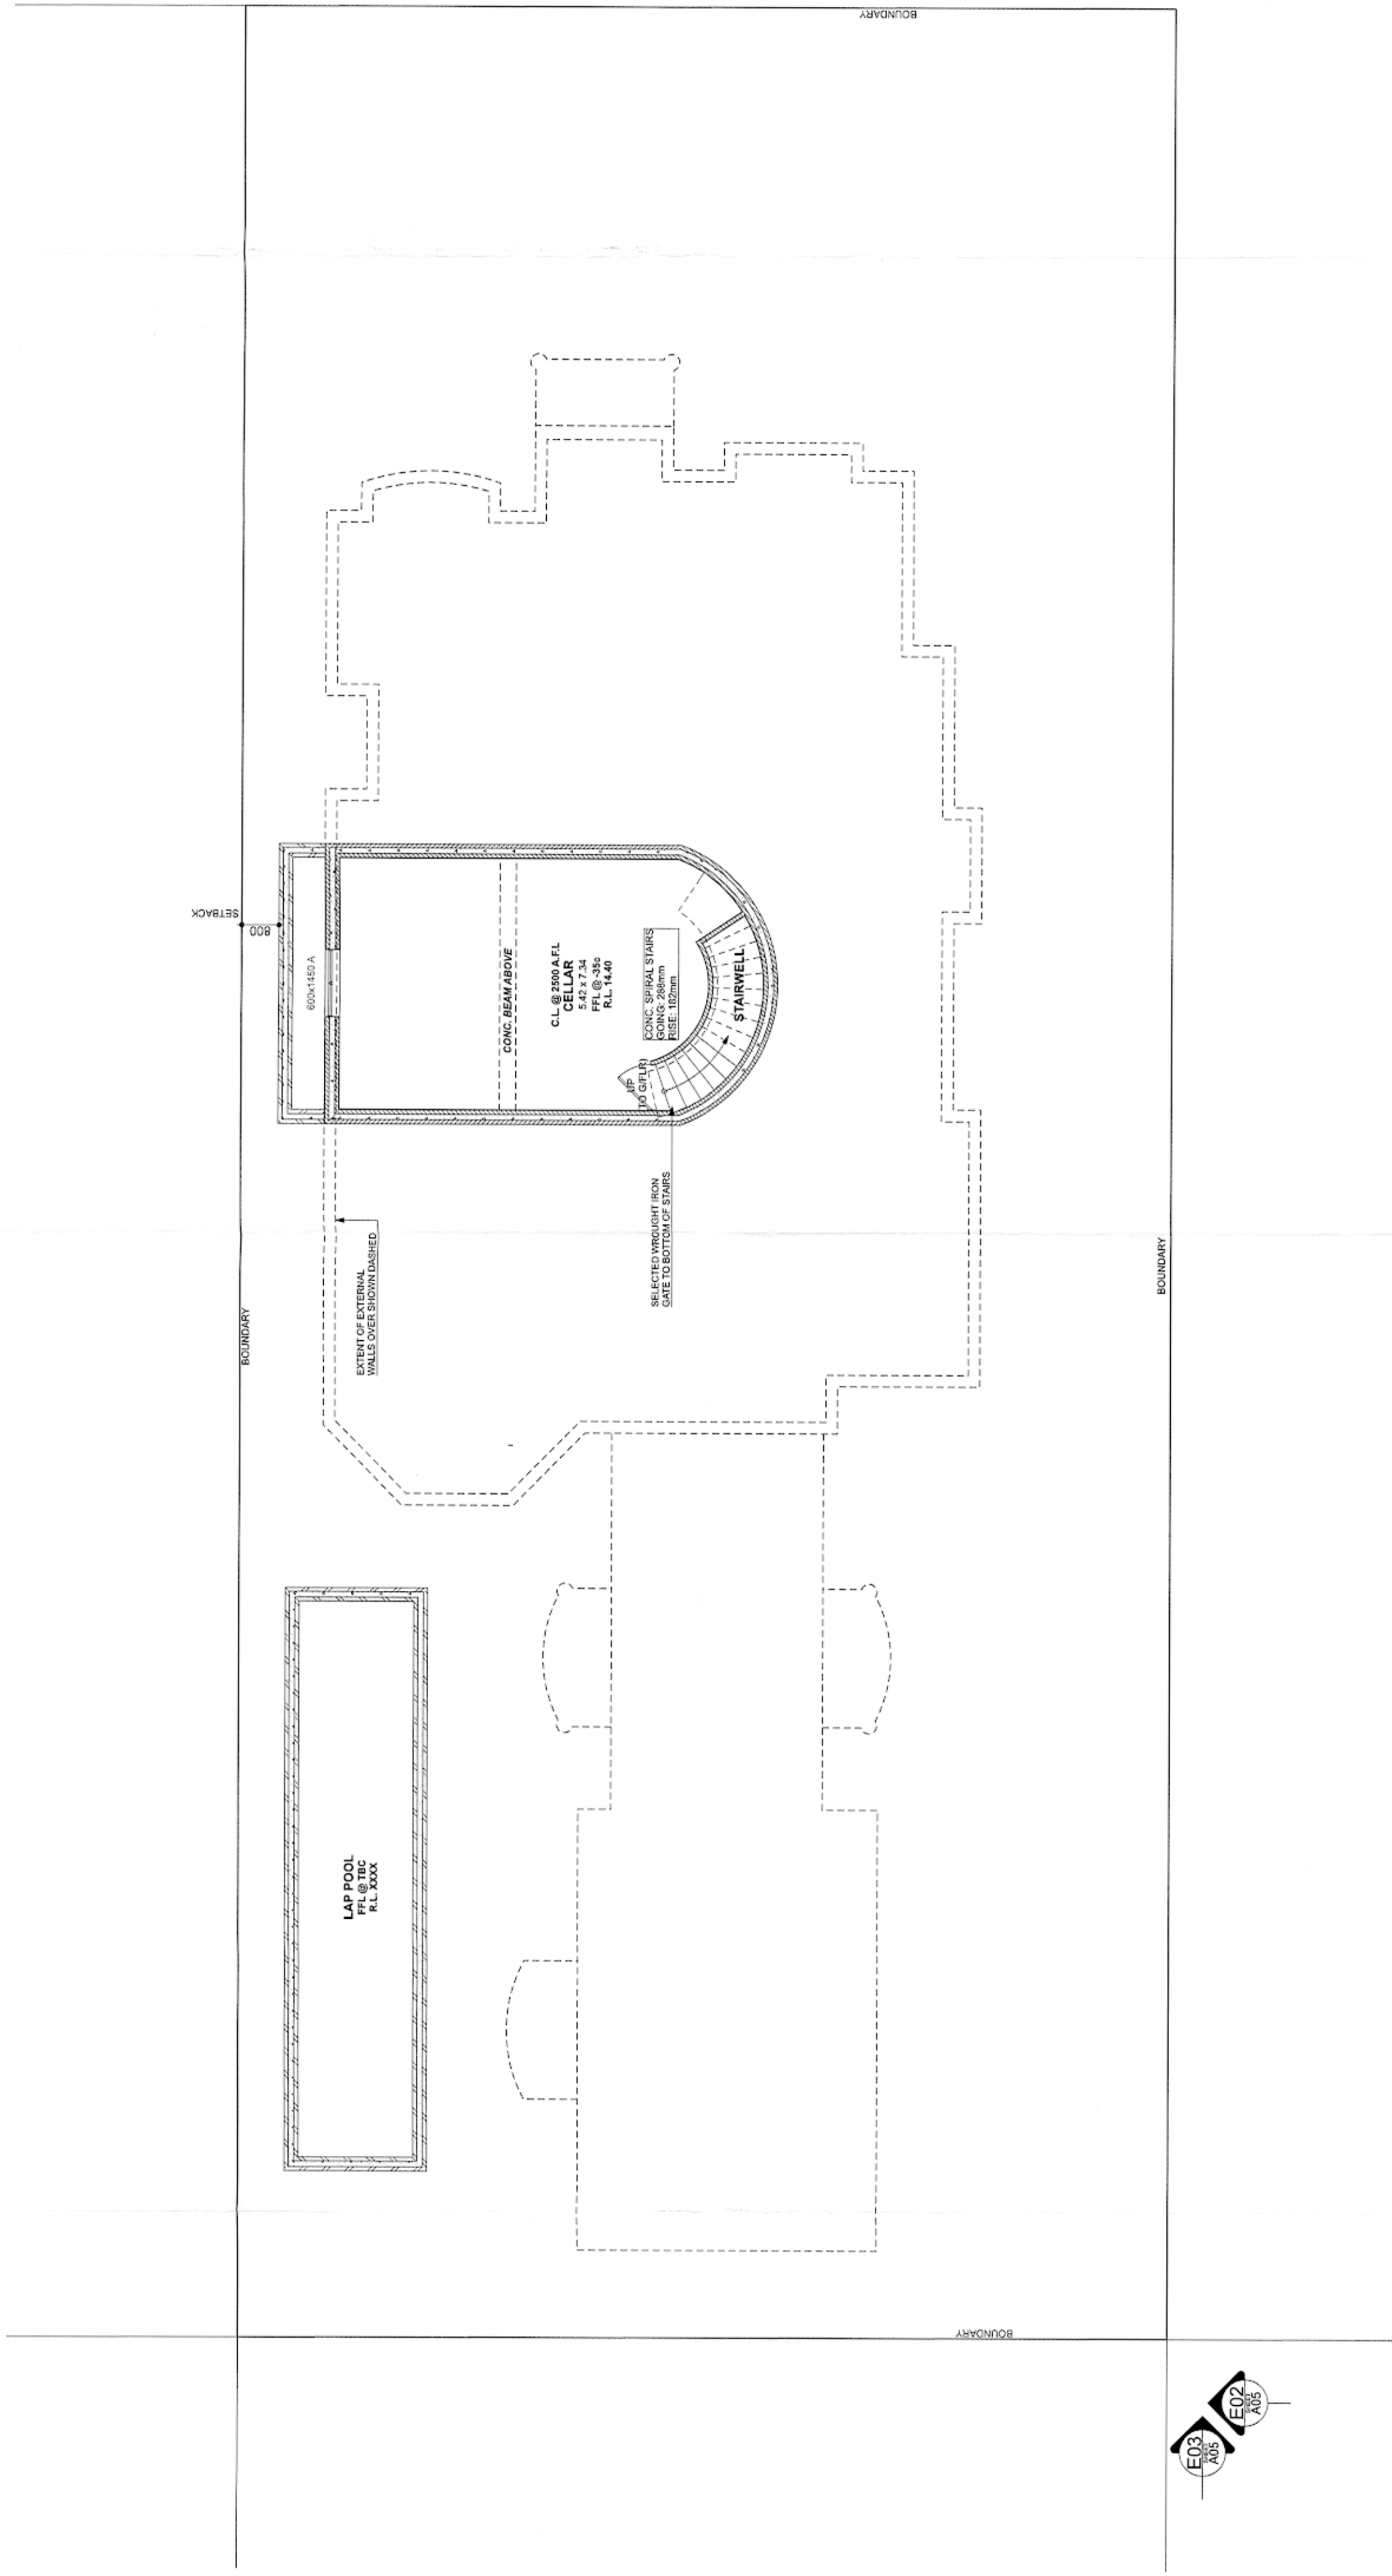 BOUNDARY
SETBACK
800
600x1450 A
CONC. BEAM ABOVE
C.L. @ 2500 A.F.L
CELLAR
5.42 x 7.34
FFL @ -35c
R.L. 14.40
CONC. SPIRAL STAIRS
GOING: 288mm
RISE: 182mm
STAIRWELL
UP
TO G/FLR)
SELECTED WROUGHT IRON
GATE TO BOTTOM OF STAIRS
EXTENT OF EXTERNAL
WALLS OVER SHOWN DASHED
BOUNDARY
BOUNDARY
LAP POOL
FFL @ TBC
R.L. XXXX
BOUNDARY
E02
SHEET
A05
E03
SHEET
A05